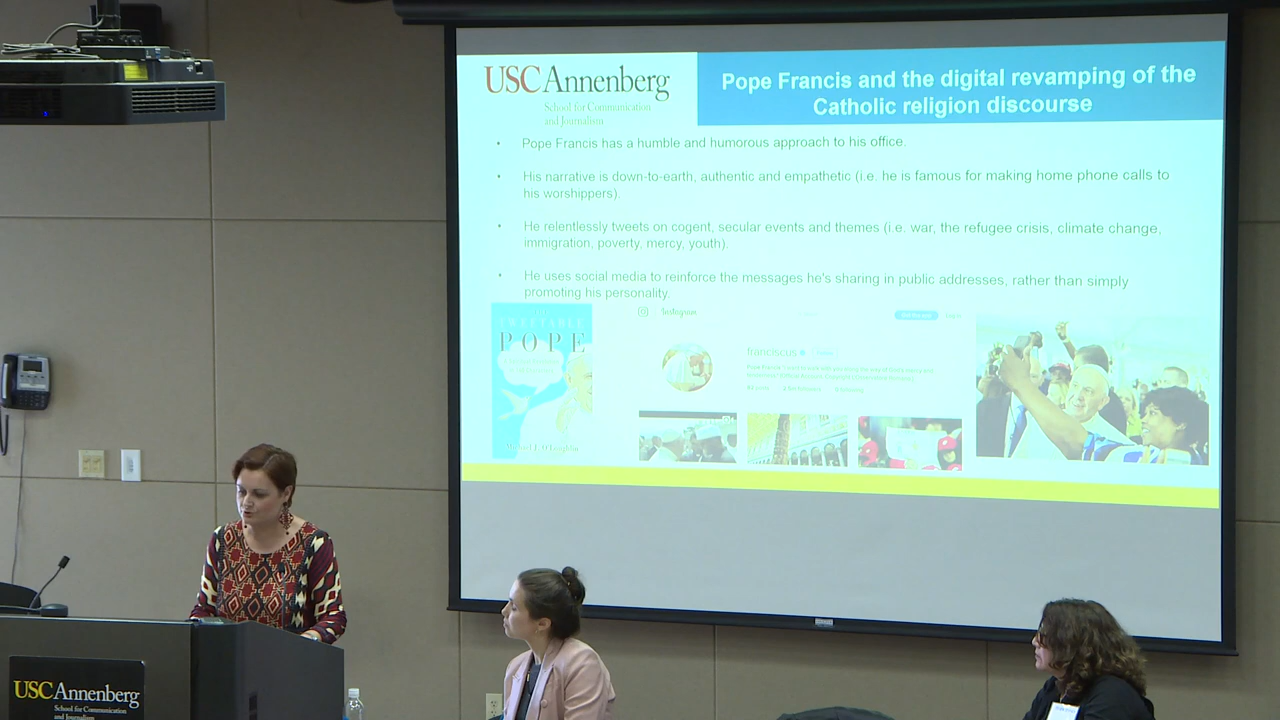 USC Annenberg
School for Communication
and Journalism
Pope Francis and the digital revamping of the
Catholic religion discourse
• Pope Francis has a humble and humorous approach to his office.
• His narrative is down-to-earth, authentic and empathetic (i.e. he is famous for making home phone calls to
his worshippers).
• He relentlessly tweets on cogent, secular events and themes (i.e. war, the refugee crisis, climate change,
immigration, poverty, mercy, youth).
• He uses social media to reinforce the messages he's sharing in public addresses, rather than simply
promoting his personality.
TWEETABLE
POPE
Michael J. O'Loughlin
Instagram
franciscus
USC Annenberg
School for Communication
and Journalism